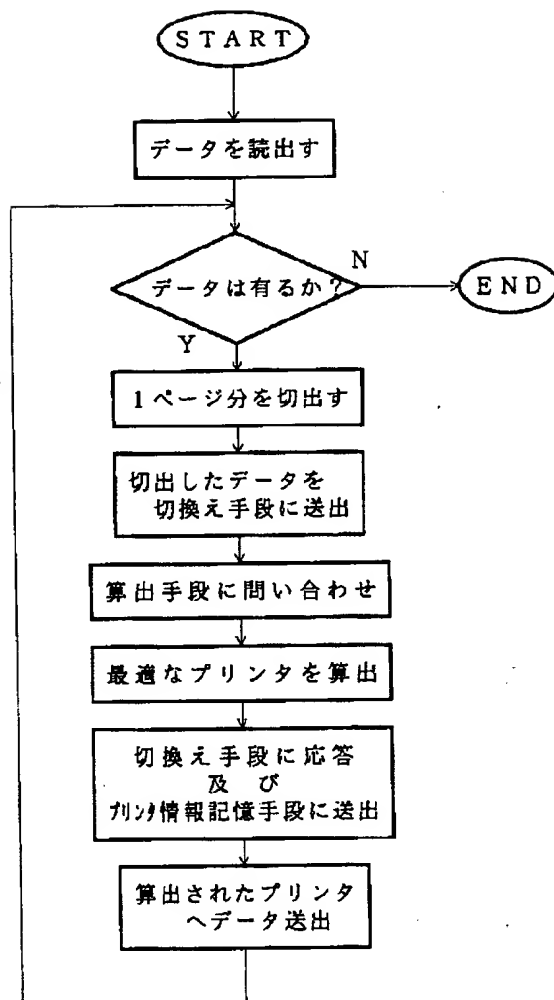 START
データを読出す
データは有るか?
N
END
Y
1ページ分を切出す
切出したデータを
切換え手段に送出
算出手段に問い合わせ
最適なプリンタを算出
切換え手段に応答
及び
プリンタ情報記憶手段に送出
算出されたプリンタ
へデータ送出